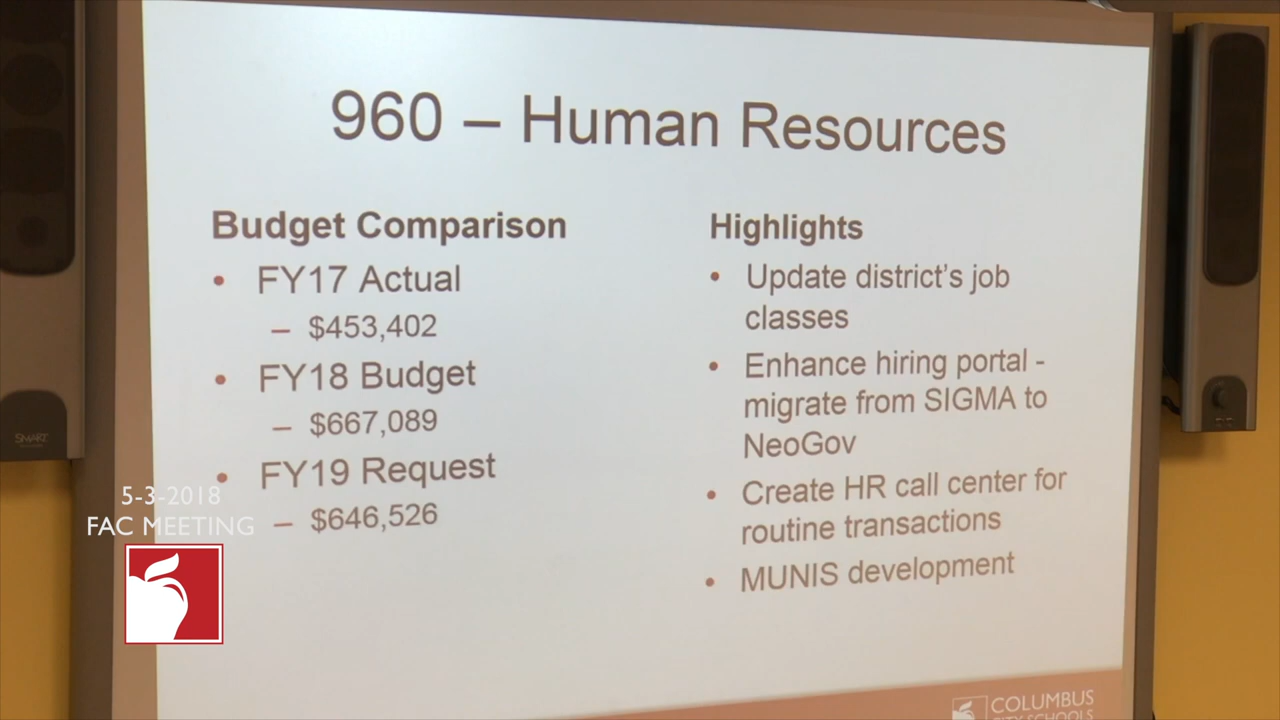 960 – Human Resources
Budget Comparison
• FY17 Actual
– $453,402
• FY18 Budget
– $667,089
• FY19 Request
– $646,526
Highlights
• Update district's job
classes
• Enhance hiring portal -
migrate from SIGMA to
NeoGov
• Create HR call center for
routine transactions
• MUNIS development
5-3-2018
FAC MEETING
SMART
COLUMBUS
CITY SCHOOLS